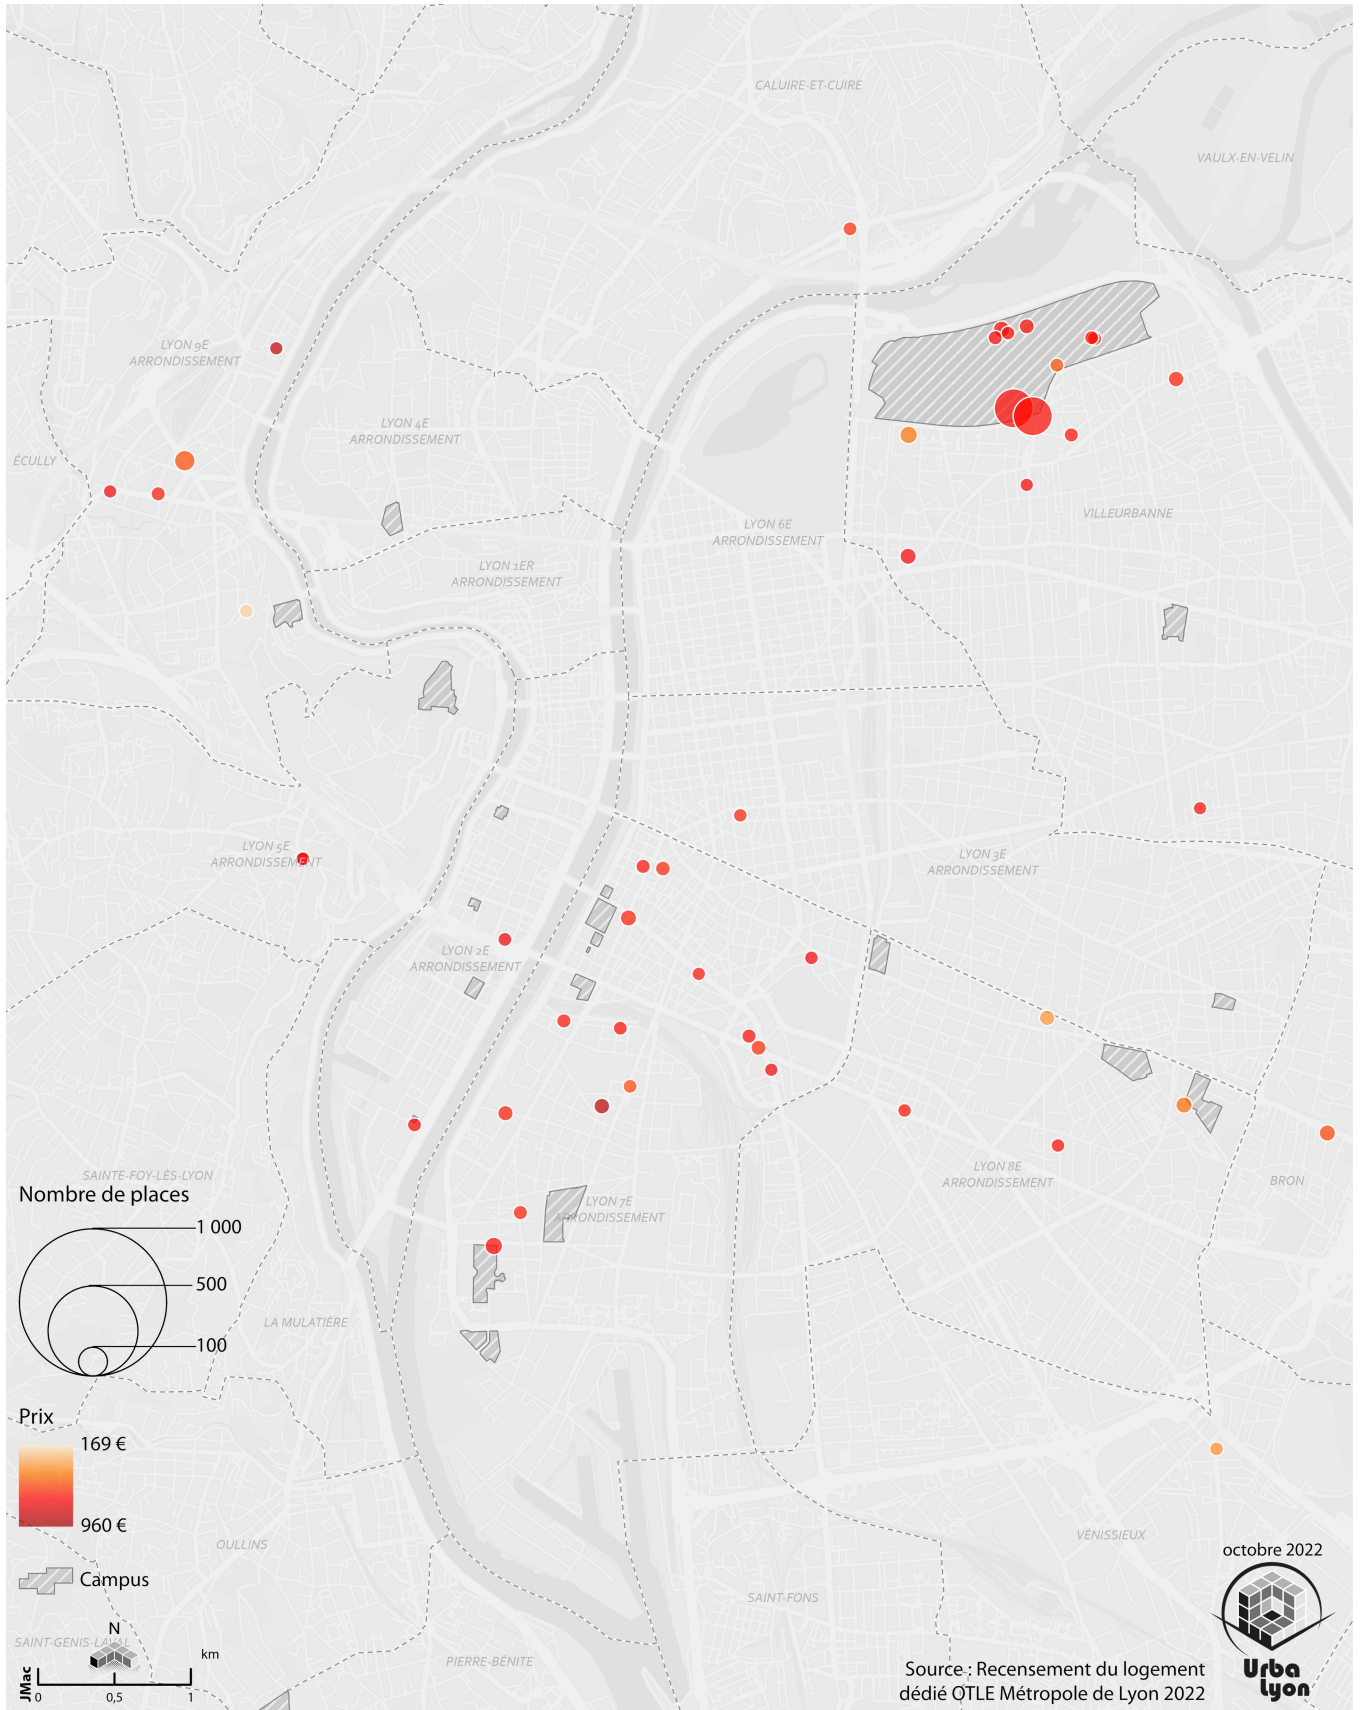 CALUIRE-ET-CUIRE
VAULX-EN-VELIN
LYON 9E
ARRONDISSEMENT
LYON 4E
ARRONDISSEMENT
ÉCULLY
LYON 6E
ARRONDISSEMENT
VILLEURBANNE
LYON 1ER
ARRONDISSEMENT
LYON 5E
ARRONDISSEMENT
LYON 3E
ARRONDISSEMENT
LYON 2E
ARRONDISSEMENT
SAINTE-FOY-LÈS-LYON
LYON 8E
ARRONDISSEMENT
BRON
LYON 7E
ARRONDISSEMENT
Nombre de places
1 000
500
100
LA MULATIÈRE
Prix
169 €
960 €
Campus
OULLINS
VÉNISSIEUX
SAINT-FONS
SAINT-GENIS-LAVAL
PIERRE-BÉNITE
N
km
JMac
0
0,5
1
octobre 2022
Source : Recensement du logement
dédié OTLE Métropole de Lyon 2022
Urba
Lyon